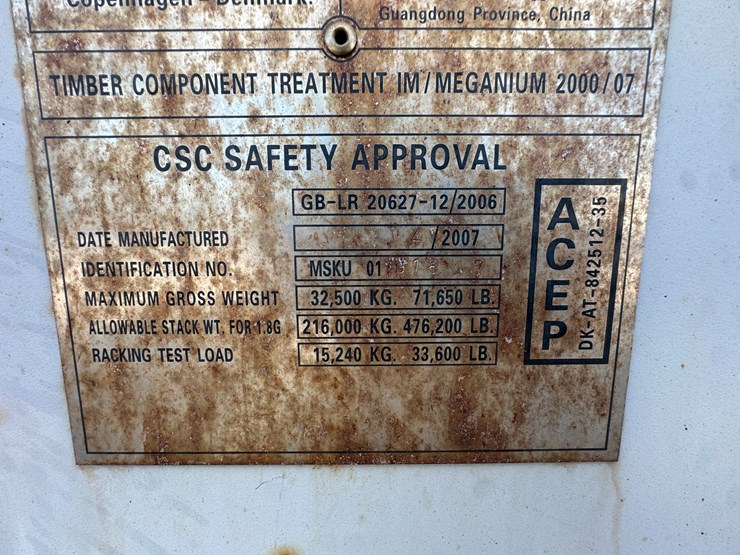 Copenhagen - Denmark.
Guangdong Province, China
TIMBER COMPONENT TREATMENT IM/MEGANIUM 2000/07
CSC SAFETY APPROVAL
GB-LR 20627-12/2006
DATE MANUFACTURED /2007
IDENTIFICATION NO. MSKU 01
MAXIMUM GROSS WEIGHT 32,500 KG. 71,650 LB.
ALLOWABLE STACK WT. FOR 1.8G 216,000 KG. 476,200 LB.
RACKING TEST LOAD 15,240 KG. 33,600 LB.
ACEP
DK-AT-842512-35